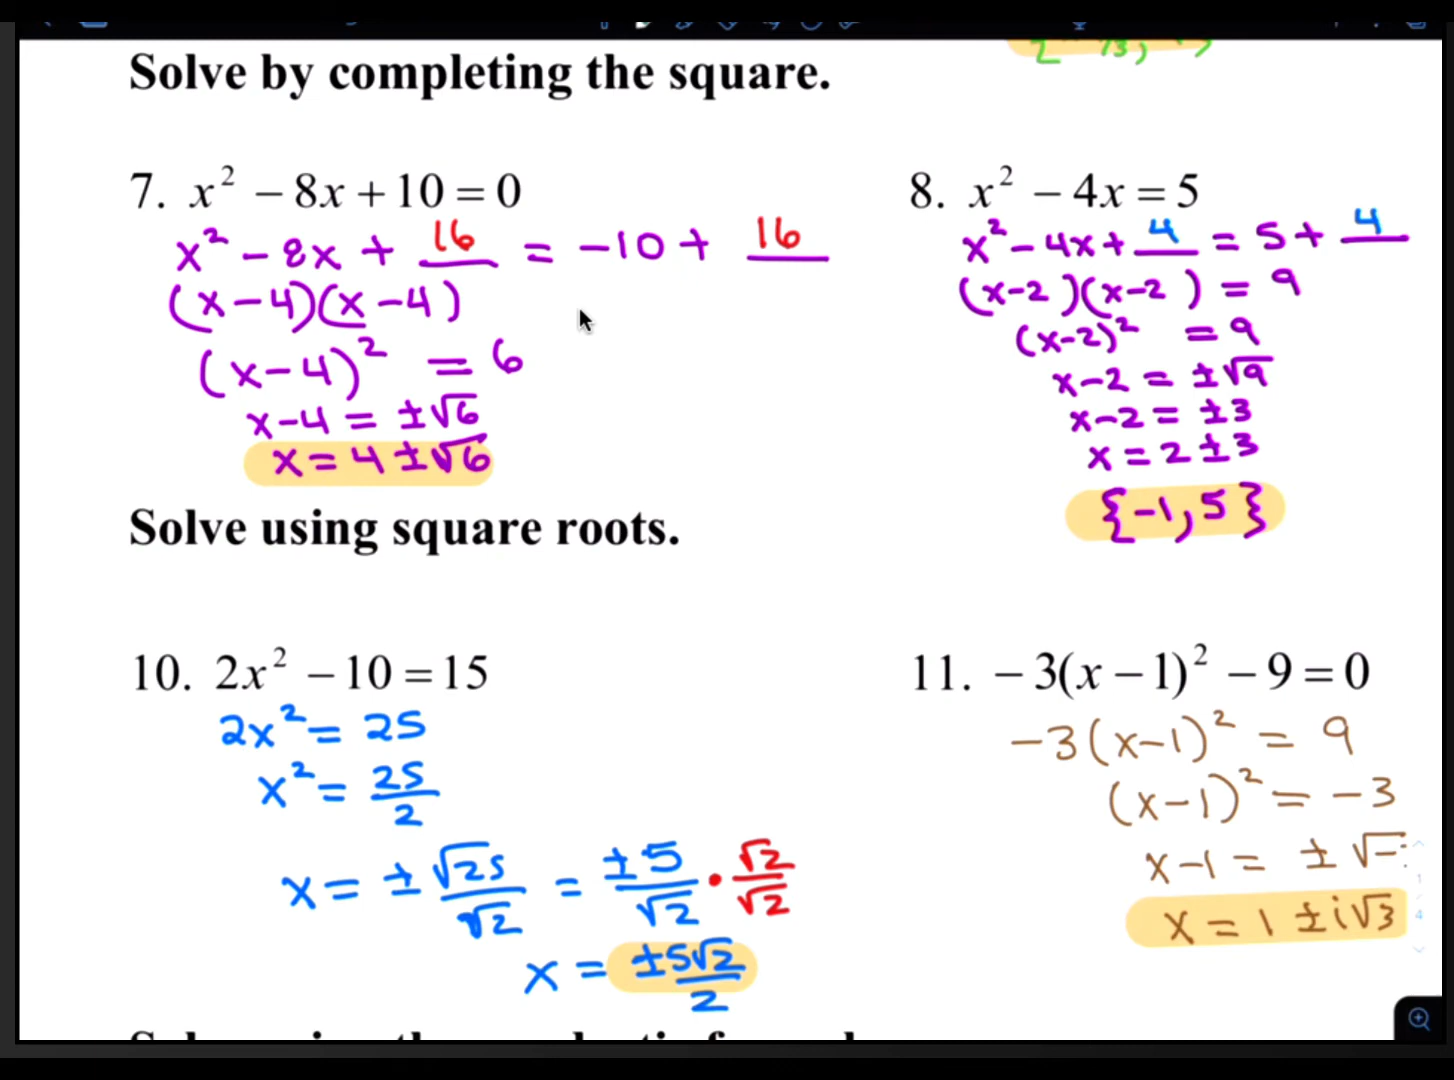 Solve by completing the square.
7. x² − 8x + 10 = 0
x² − 8x + 16 = −10 + 16
(x−4)(x−4)
(x−4)² = 6
x−4 = ±√6
x = 4±√6
8. x² − 4x = 5
x² − 4x + 4 = 5 + 4
(x−2)(x−2) = 9
(x−2)² = 9
x−2 = ±√9
x−2 = ±3
x = 2±3
{−1, 5}
Solve using square roots.
10. 2x² − 10 = 15
2x² = 25
x² = 25/2
x = ±√25/√2 = ±5/√2 • √2/√2
x = ±5√2/2
11. −3(x − 1)² − 9 = 0
−3(x−1)² = 9
(x−1)² = −3
x−1 = ±√−
x = 1 ± i√3